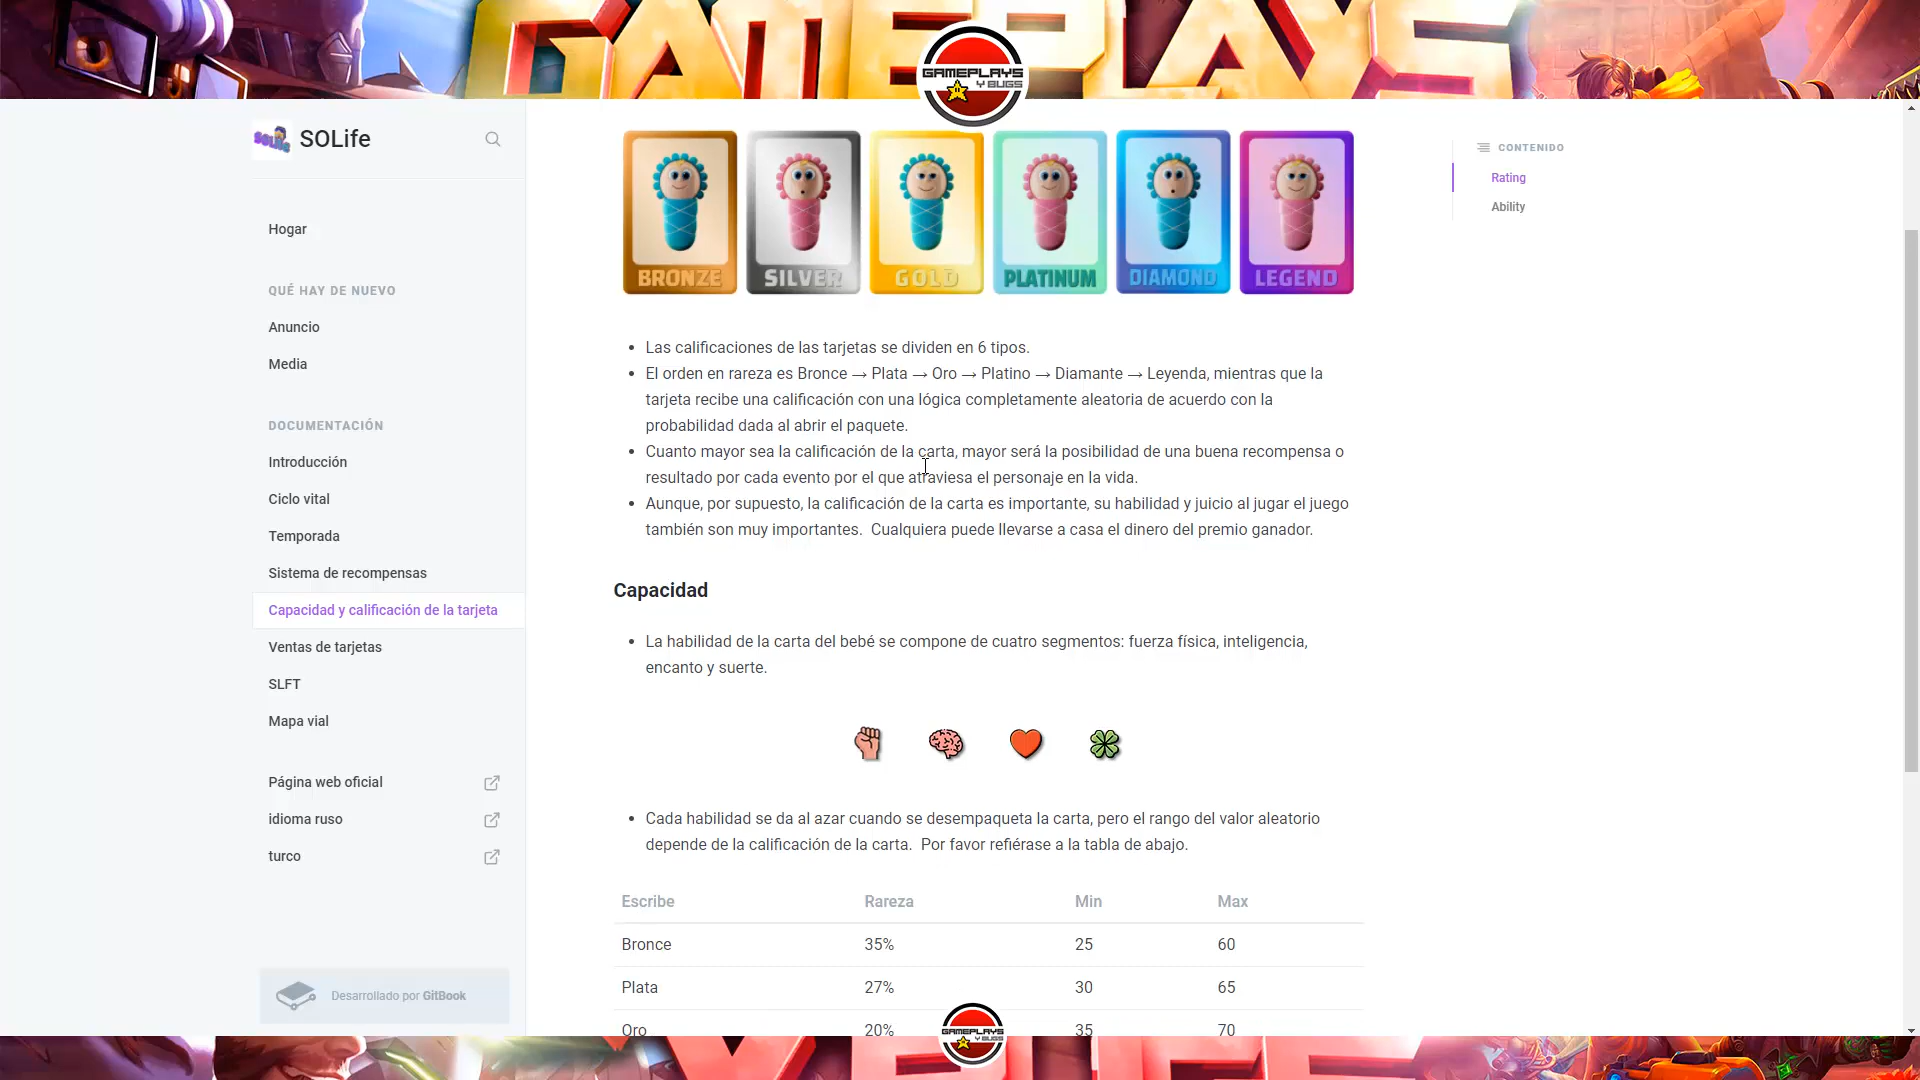 GAMEPLAYS
GAMEPLAYS
Y BUGS
SOLife
Hogar
QUÉ HAY DE NUEVO
Anuncio
Media
DOCUMENTACIÓN
Introducción
Ciclo vital
Temporada
Sistema de recompensas
Capacidad y calificación de la tarjeta
Ventas de tarjetas
SLFT
Mapa vial
Página web oficial
idioma ruso
turco
Desarrollado por GitBook
BRONZE
SILVER
GOLD
PLATINUM
DIAMOND
LEGEND
Las calificaciones de las tarjetas se dividen en 6 tipos.
El orden en rareza es Bronce → Plata → Oro → Platino → Diamante → Leyenda, mientras que la
tarjeta recibe una calificación con una lógica completamente aleatoria de acuerdo con la
probabilidad dada al abrir el paquete.
Cuanto mayor sea la calificación de la carta, mayor será la posibilidad de una buena recompensa o
resultado por cada evento por el que atraviesa el personaje en la vida.
Aunque, por supuesto, la calificación de la carta es importante, su habilidad y juicio al jugar el juego
también son muy importantes. Cualquiera puede llevarse a casa el dinero del premio ganador.
Capacidad
La habilidad de la carta del bebé se compone de cuatro segmentos: fuerza física, inteligencia,
encanto y suerte.
Cada habilidad se da al azar cuando se desempaqueta la carta, pero el rango del valor aleatorio
depende de la calificación de la carta. Por favor refiérase a la tabla de abajo.
Escribe Rareza Min Max
Bronce 35% 25 60
Plata 27% 30 65
Oro 20% 35 70
CONTENIDO
Rating
Ability
GAMEPLAYS
Y BUGS